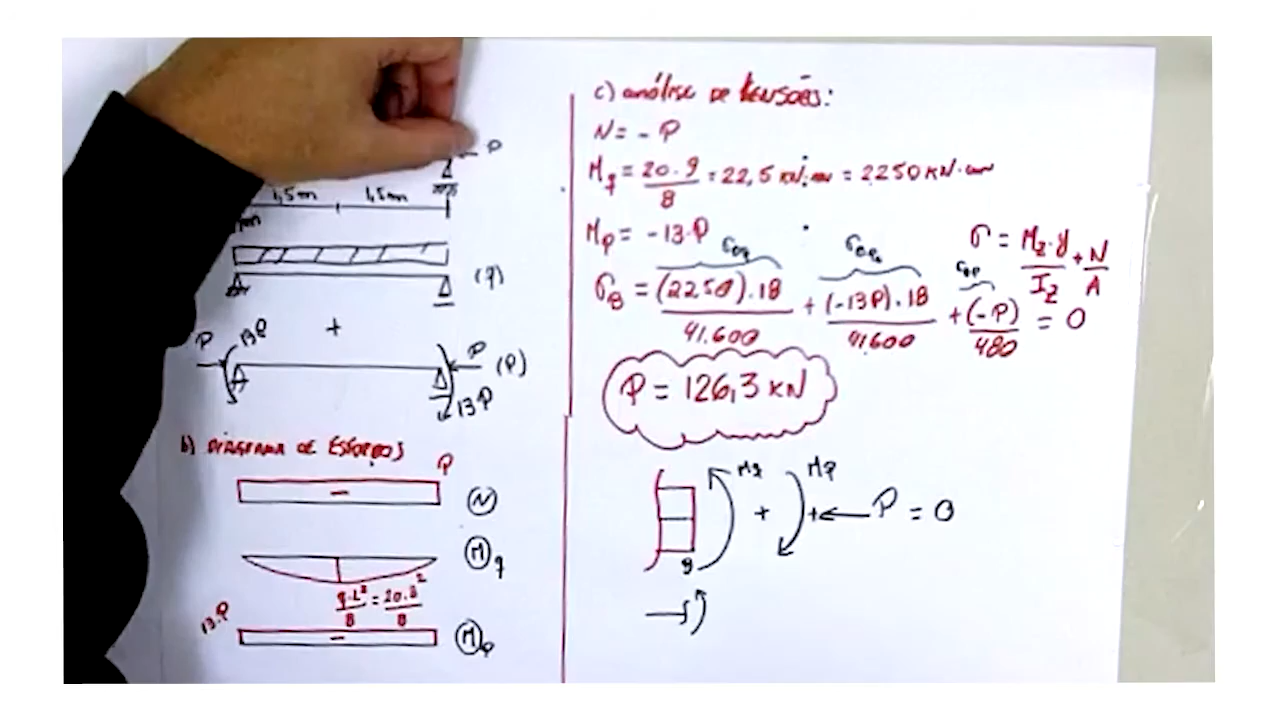 P
1,5m 1,5m
(q)
+
P 13P P (P)
13P
b) DIAGRAMA DE ESFORÇOS
P
- N
M q
q.L²/8 = 20.3²/8
13.P
- M P
c) análise DE TENSÕES:
N = - P
Mq = 20.9/8 = 22,5 kN.m = 2250 kN.cm
MP = -13.P
σ = Mz.y/Iz + N/A
σB = (2250).18/41.600 + (-13P).18/41.600 + (-P)/480 = 0
P = 126,3 kN
Mq + MP + P = 0